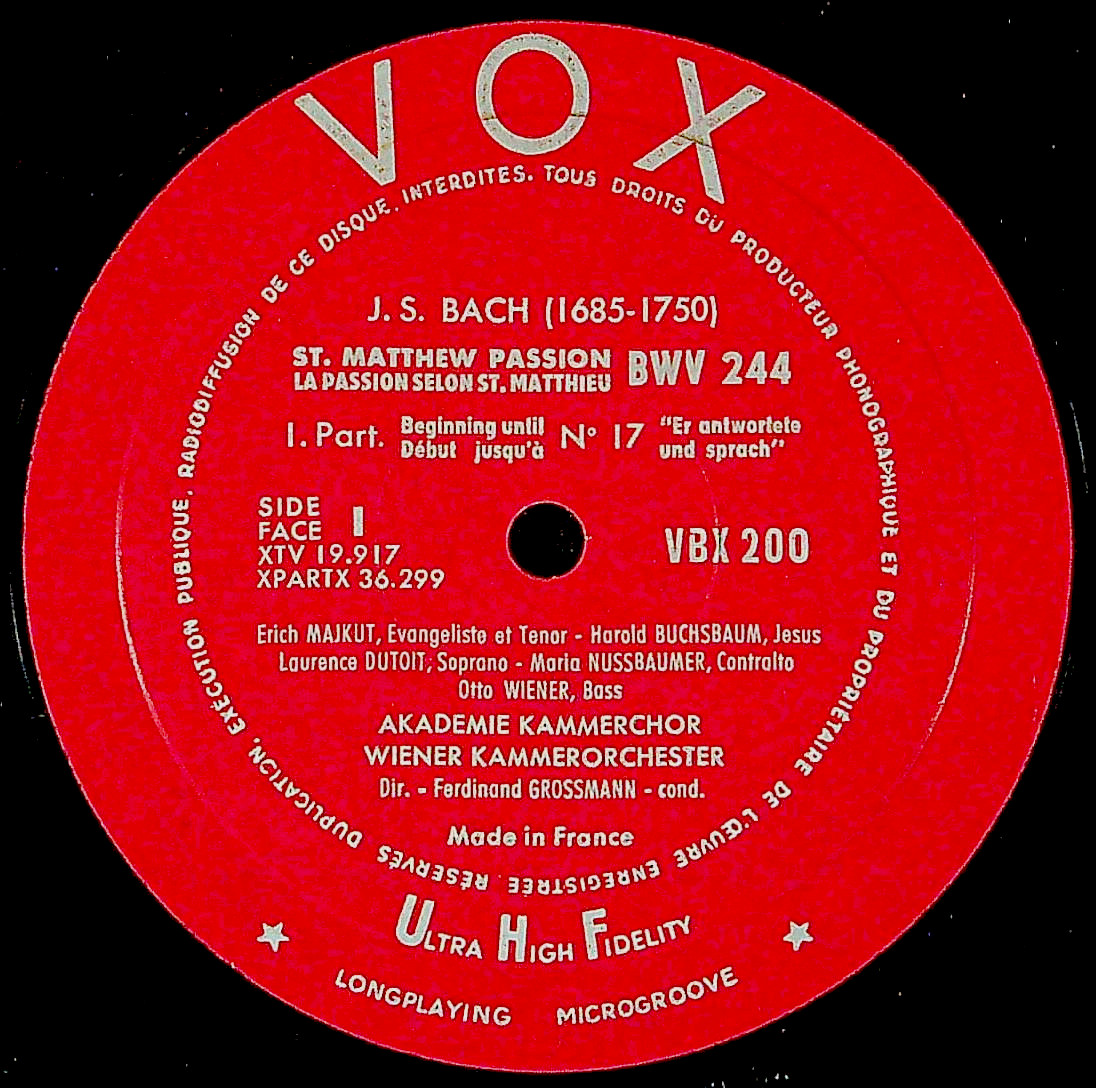 VOX
TOUS DROITS DU PRODUCTEUR PHONOGRAPHIQUE ET DU PROPRIÉTAIRE DE L'ŒUVRE ENREGISTRÉE RÉSERVÉS DUPLICATION, EXÉCUTION PUBLIQUE, RADIODIFFUSION DE CE DISQUE, INTERDITES.
J. S. BACH (1685-1750)
ST. MATTHEW PASSION BWV 244
LA PASSION SELON ST. MATTHIEU
I. Part. Beginning until N° 17 "Er antwortete
Début jusqu'à und sprach"
SIDE
FACE I
XTV 19.917
XPARTX 36.299
VBX 200
Erich MAJKUT, Evangeliste et Tenor - Harold BUCHSBAUM, Jesus
Laurence DUTOIT, Soprano - Maria NUSSBAUMER, Contralto
Otto WIENER, Bass
AKADEMIE KAMMERCHOR
WIENER KAMMERORCHESTER
Dir. - Ferdinand GROSSMANN - cond.
Made in France
ULTRA HIGH FIDELITY
LONGPLAYING MICROGROOVE